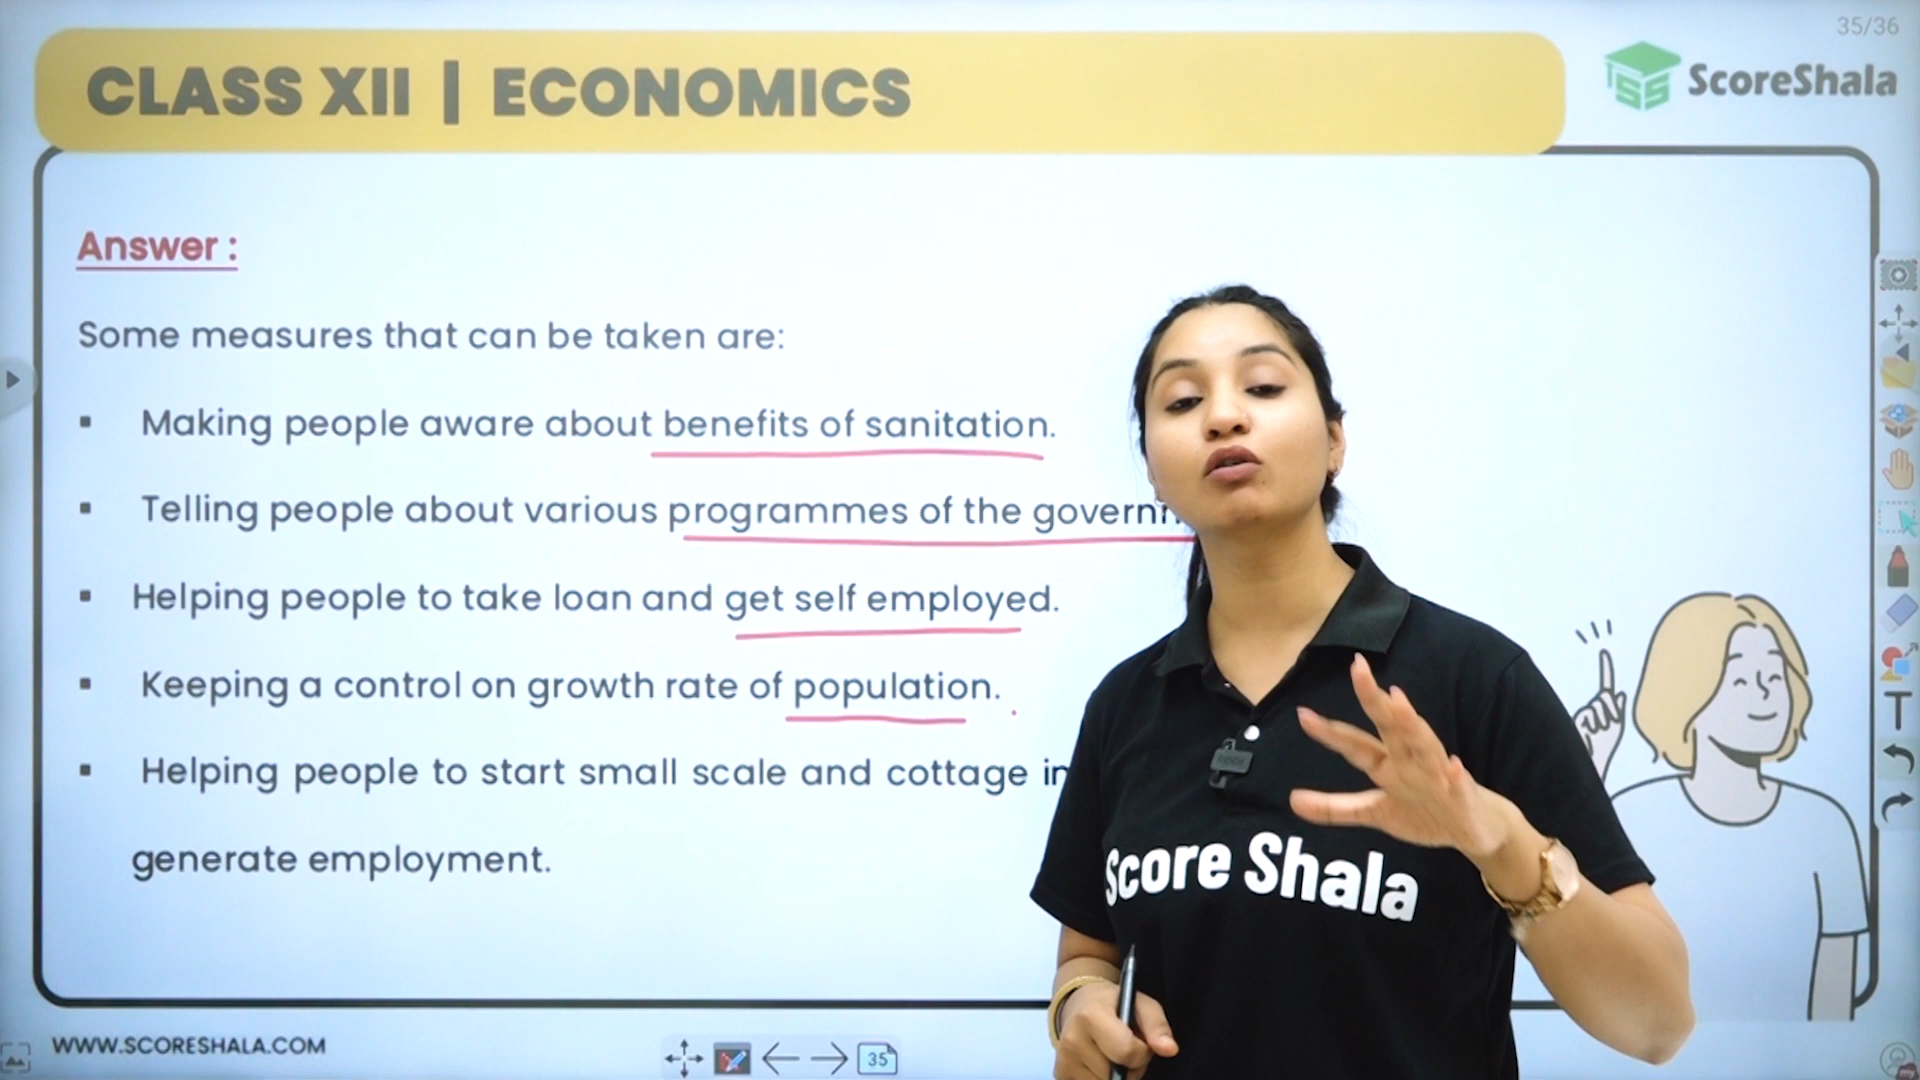 35/36
CLASS XII | ECONOMICS
ScoreShala
Answer :
Some measures that can be taken are:
▪ Making people aware about benefits of sanitation.
▪ Telling people about various programmes of the
▪ Helping people to take loan and get self employed.
▪ Keeping a control on growth rate of population.
▪ Helping people to start small scale and cottage
generate employment.
Score Shala
WWW.SCORESHALA.COM
35